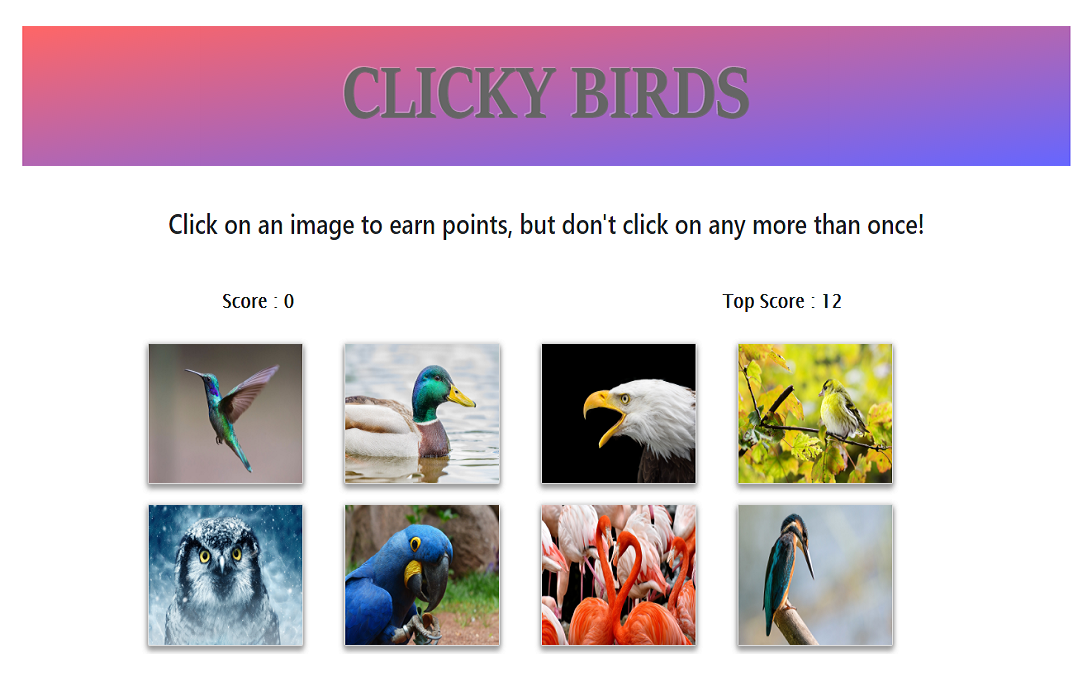 CLICKY BIRDS
Click on an image to earn points, but don't click on any more than once!
Score : 0
Top Score : 12